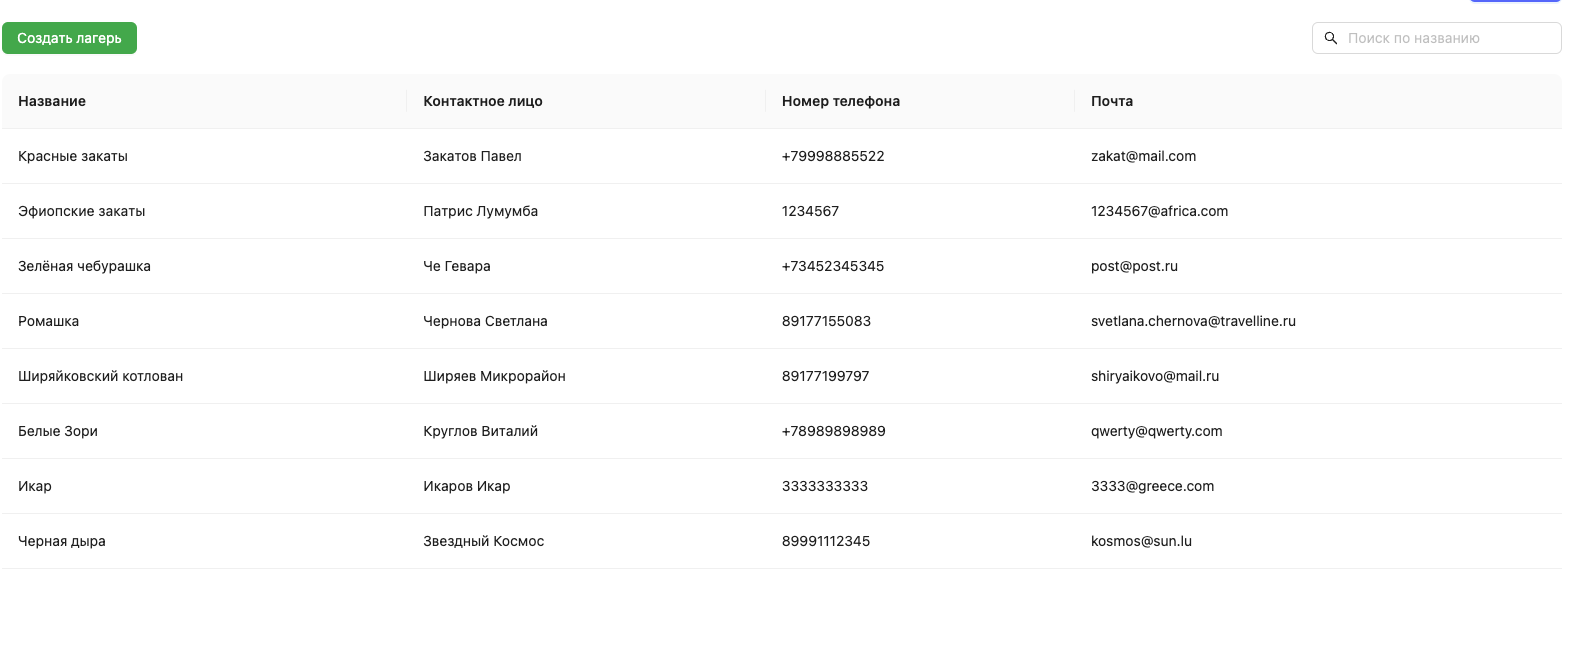 Создать лагерь
Поиск по названию
Название Контактное лицо Номер телефона Почта
Красные закаты Закатов Павел +79998885522 zakat@mail.com
Эфиопские закаты Патрис Лумумба 1234567 1234567@africa.com
Зелёная чебурашка Че Гевара +73452345345 post@post.ru
Ромашка Чернова Светлана 89177155083 svetlana.chernova@travelline.ru
Ширяйковский котлован Ширяев Микрорайон 89177199797 shiryaikovo@mail.ru
Белые Зори Круглов Виталий +78989898989 qwerty@qwerty.com
Икар Икаров Икар 3333333333 3333@greece.com
Черная дыра Звездный Космос 89991112345 kosmos@sun.lu